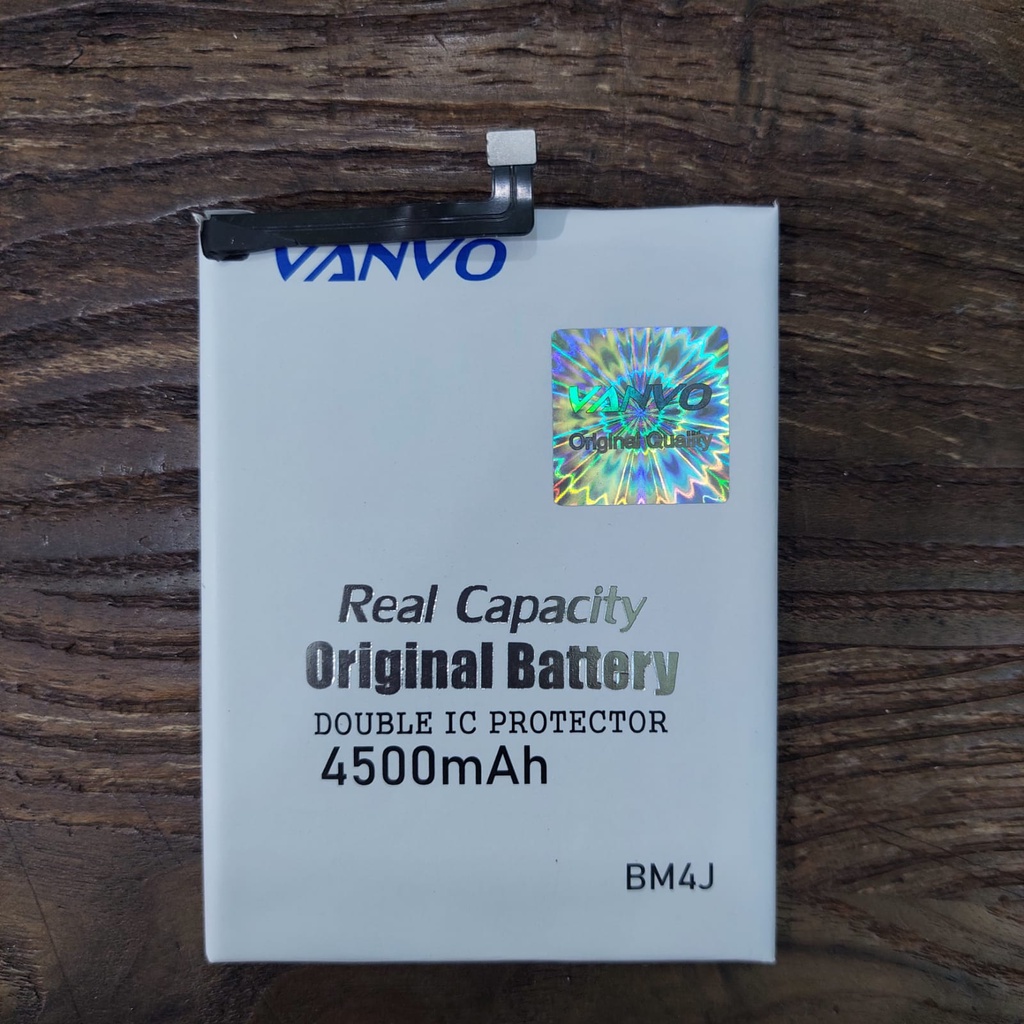 VANVO
VANVO
Original Quality
Real Capacity
Original Battery
DOUBLE IC PROTECTOR
4500mAh
BM4J